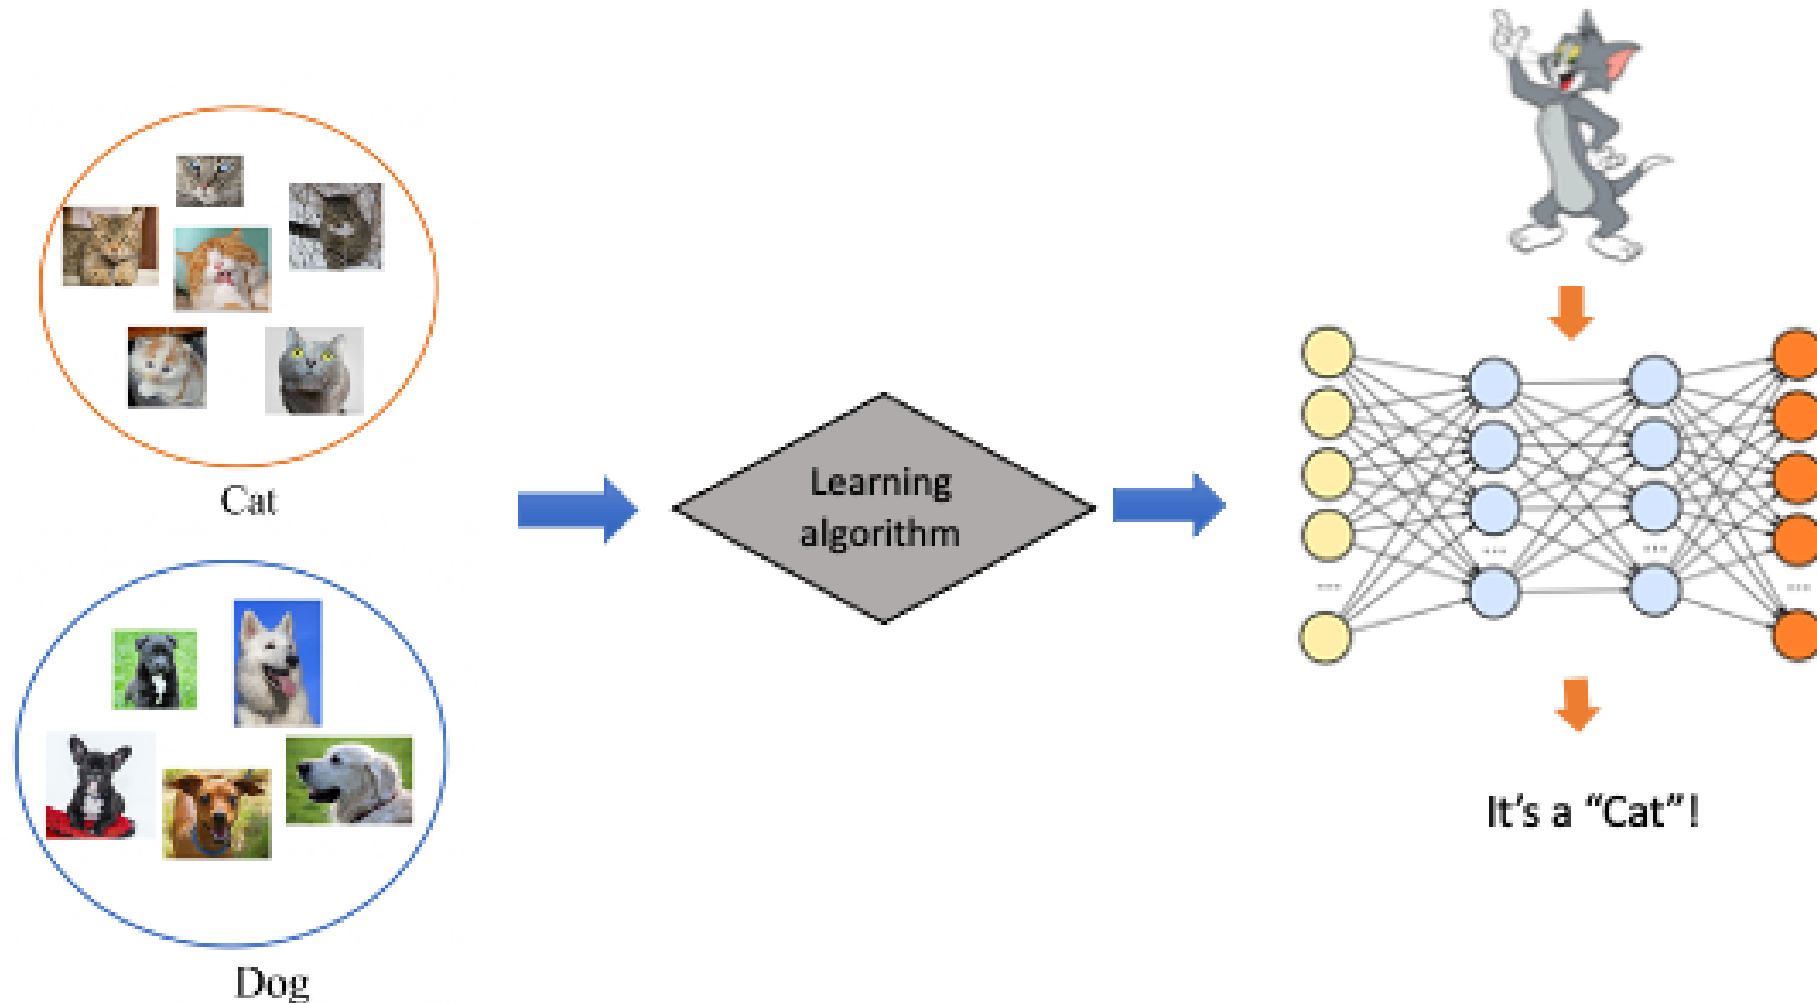 Cat
Dog
Learning
algorithm
...
...
...
...
It's a “Cat”!